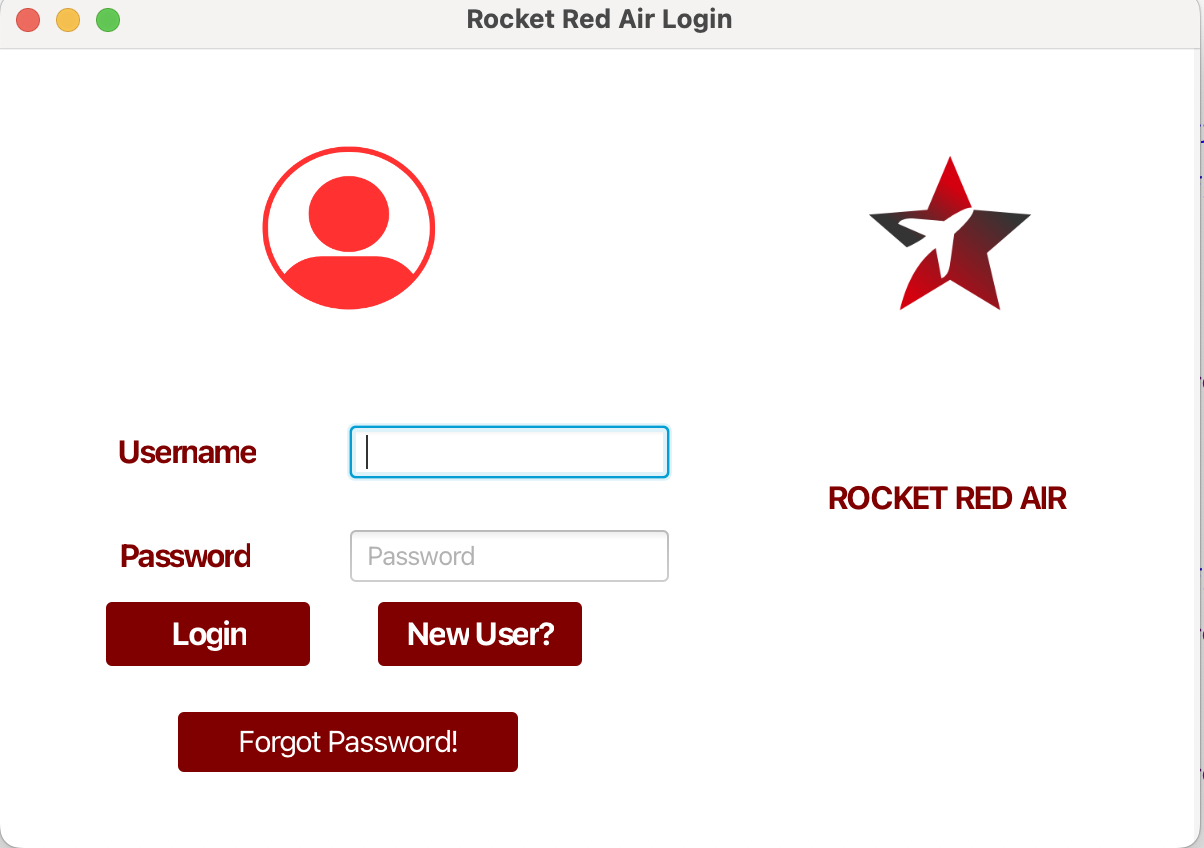 Rocket Red Air Login
Username
ROCKET RED AIR
Password
Password
Login
New User?
Forgot Password!